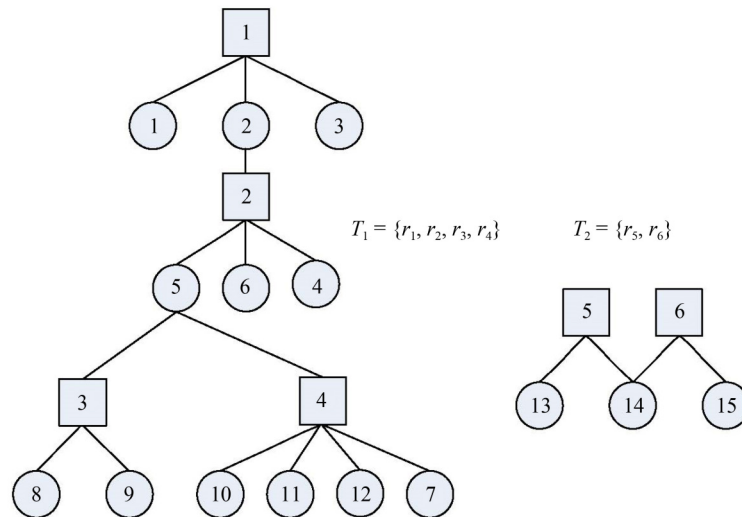 1
1 2 3
2
T₁ = {r₁, r₂, r₃, r₄} T₂ = {r₅, r₆}
5 6 4
5 6
3 4
13 14 15
8 9 10 11 12 7